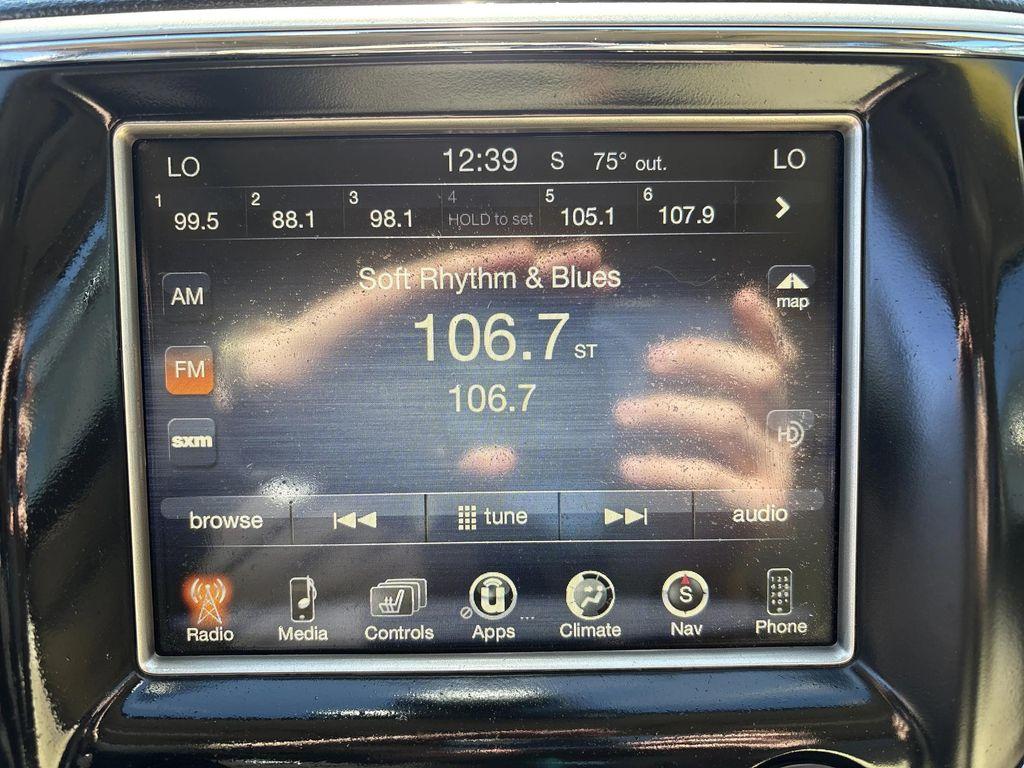 LO 12:39 S 75° out. LO
1 99.5 2 88.1 3 98.1 4 HOLD to set 5 105.1 6 107.9
Soft Rhythm & Blues
AM
map
106.7 ST
FM
106.7
sxm
HD
browse tune audio
S
Radio Media Controls Apps Climate Nav Phone